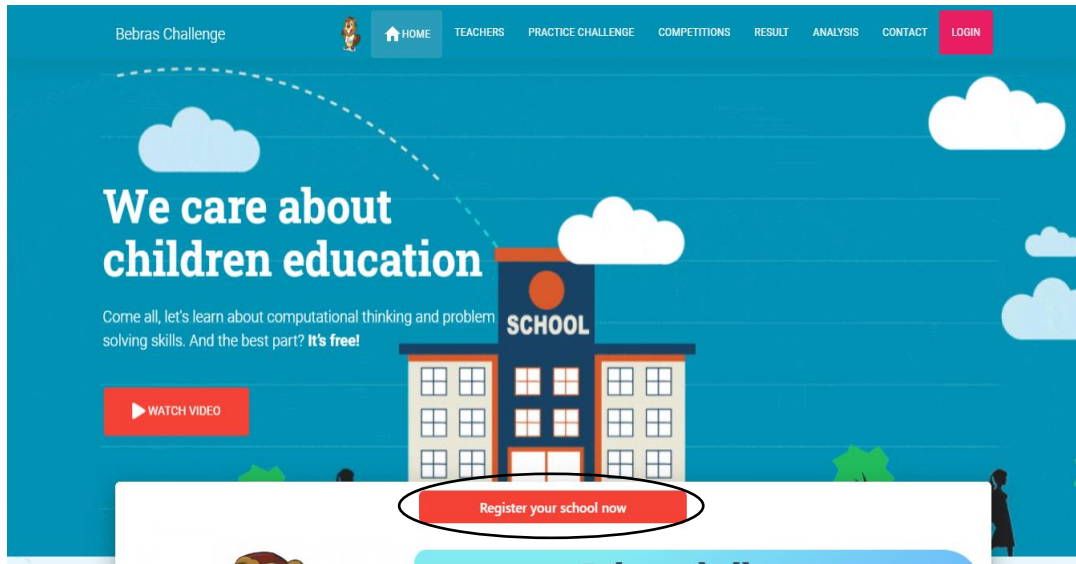 Bebras Challenge
HOME TEACHERS PRACTICE CHALLENGE COMPETITIONS RESULT ANALYSIS CONTACT LOGIN
We care about
children education
Come all, let's learn about computational thinking and problem
solving skills. And the best part? It's free!
SCHOOL
WATCH VIDEO
Register your school now